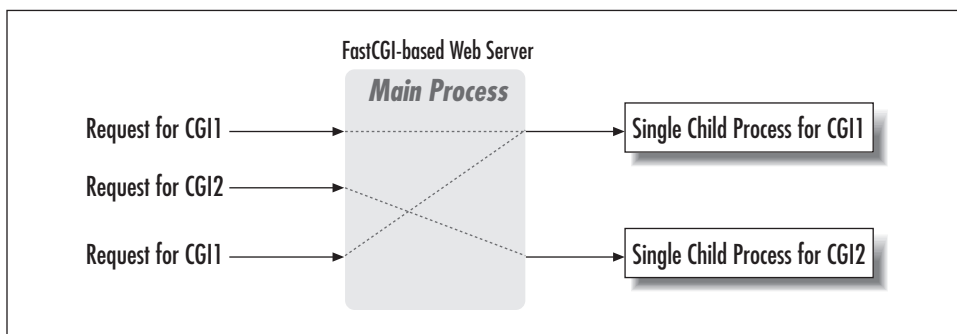 FastCGI-based Web Server
Main Process
Request for CGI1
Single Child Process for CGI1
Request for CGI2
Request for CGI1
Single Child Process for CGI2